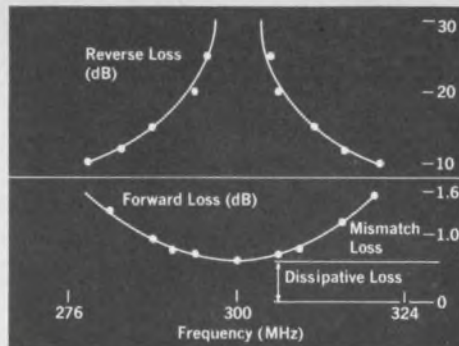 30
Reverse Loss
(dB)
20
10
1.6
Forward Loss (dB)
Mismatch
Loss
1.0
Dissipative Loss
0
276
300
324
Frequency (MHz)